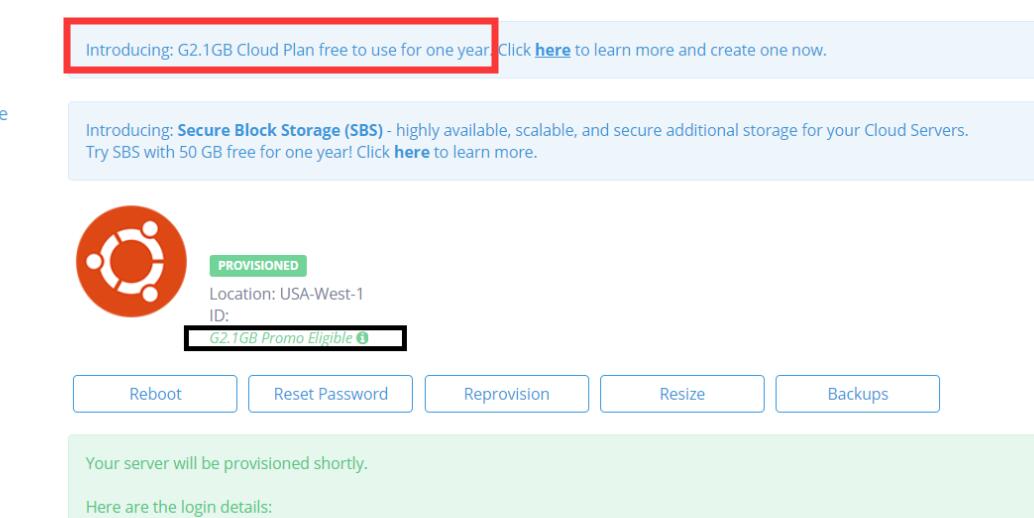 Introducing: G2.1GB Cloud Plan free to use for one year. Click here to learn more and create one now.
e
Introducing: Secure Block Storage (SBS) - highly available, scalable, and secure additional storage for your Cloud Servers.
Try SBS with 50 GB free for one year! Click here to learn more.
PROVISIONED
Location: USA-West-1
ID:
G2.1GB Promo Eligible
Reboot Reset Password Reprovision Resize Backups
Your server will be provisioned shortly.
Here are the login details: